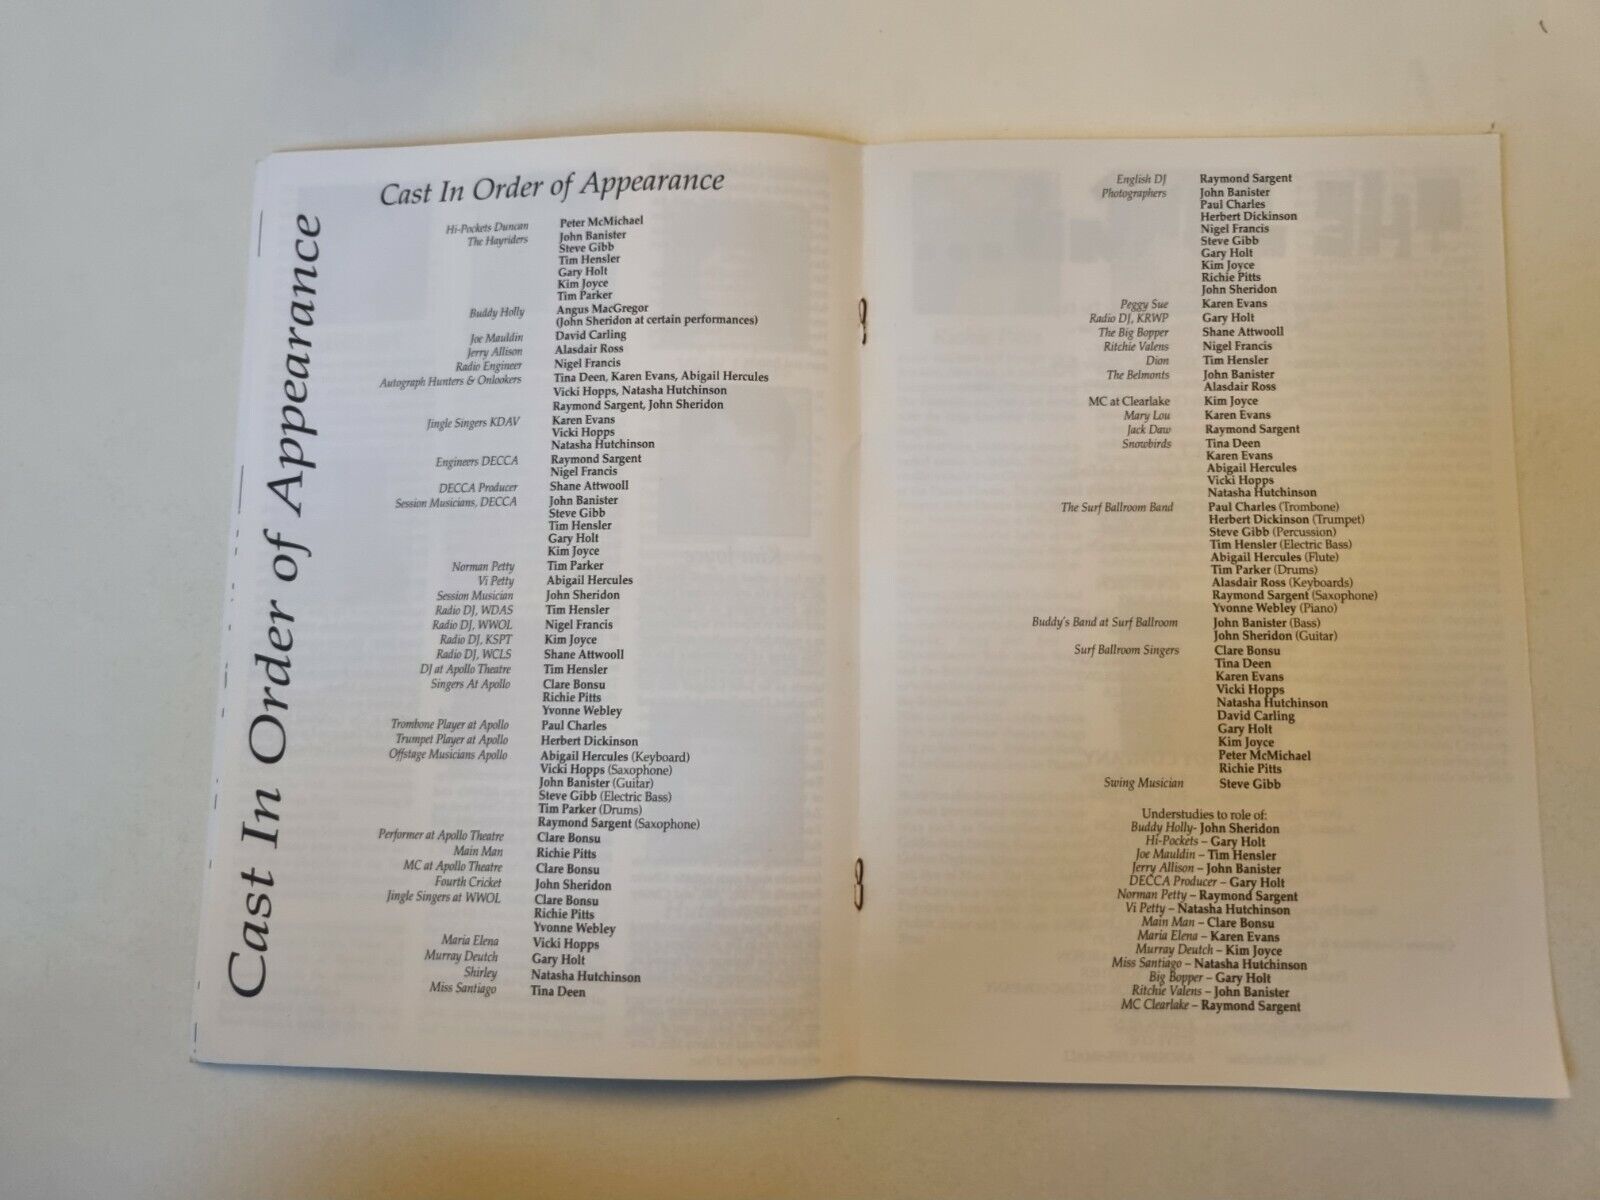 Cast In Order of Appearance
Cast In Order of Appearance
Hi-Pockets Duncan Peter McMichael
The Hayriders John Banister
Steve Gibb
Tim Hensler
Gary Holt
Kim Joyce
Tim Parker
Buddy Holly Angus MacGregor
(John Sheridon at certain performances)
Joe Mauldin David Carling
Jerry Allison Alasdair Ross
Radio Engineer Nigel Francis
Autograph Hunters & Onlookers Tina Deen, Karen Evans, Abigail Hercules
Vicki Hopps, Natasha Hutchinson
Raymond Sargent, John Sheridon
Jingle Singers KDAV Karen Evans
Vicki Hopps
Natasha Hutchinson
Engineers DECCA Raymond Sargent
Nigel Francis
DECCA Producer Shane Attwooll
Session Musicians, DECCA John Banister
Steve Gibb
Tim Hensler
Gary Holt
Kim Joyce
Norman Petty Tim Parker
Vi Petty Abigail Hercules
Session Musician John Sheridon
Radio DJ, WDAS Tim Hensler
Radio DJ, WWOL Nigel Francis
Radio DJ, KSPT Kim Joyce
Radio DJ, WCLS Shane Attwooll
DJ at Apollo Theatre Tim Hensler
Singers At Apollo Clare Bonsu
Richie Pitts
Yvonne Webley
Trombone Player at Apollo Paul Charles
Trumpet Player at Apollo Herbert Dickinson
Offstage Musicians Apollo Abigail Hercules (Keyboard)
Vicki Hopps (Saxophone)
John Banister (Guitar)
Steve Gibb (Electric Bass)
Tim Parker (Drums)
Raymond Sargent (Saxophone)
Performer at Apollo Theatre Clare Bonsu
Main Man Richie Pitts
MC at Apollo Theatre Clare Bonsu
Fourth Cricket John Sheridon
Jingle Singers at WWOL Clare Bonsu
Richie Pitts
Yvonne Webley
Maria Elena Vicki Hopps
Murray Deutch Gary Holt
Shirley Natasha Hutchinson
Miss Santiago Tina Deen
English DJ Raymond Sargent
Photographers John Banister
Paul Charles
Herbert Dickinson
Nigel Francis
Steve Gibb
Gary Holt
Kim Joyce
Richie Pitts
John Sheridon
Peggy Sue Karen Evans
Radio DJ, KRWP Gary Holt
The Big Bopper Shane Attwooll
Ritchie Valens Nigel Francis
Dion Tim Hensler
The Belmonts John Banister
Alasdair Ross
MC at Clearlake Kim Joyce
Mary Lou Karen Evans
Jack Daw Raymond Sargent
Snowbirds Tina Deen
Karen Evans
Abigail Hercules
Vicki Hopps
Natasha Hutchinson
The Surf Ballroom Band Paul Charles (Trombone)
Herbert Dickinson (Trumpet)
Steve Gibb (Percussion)
Tim Hensler (Electric Bass)
Abigail Hercules (Flute)
Tim Parker (Drums)
Alasdair Ross (Keyboards)
Raymond Sargent (Saxophone)
Yvonne Webley (Piano)
Buddy's Band at Surf Ballroom John Banister (Bass)
John Sheridon (Guitar)
Surf Ballroom Singers Clare Bonsu
Tina Deen
Karen Evans
Vicki Hopps
Natasha Hutchinson
David Carling
Gary Holt
Kim Joyce
Peter McMichael
Richie Pitts
Swing Musician Steve Gibb
Understudies to role of:
Buddy Holly- John Sheridon
Hi-Pockets – Gary Holt
Joe Mauldin – Tim Hensler
Jerry Allison – John Banister
DECCA Producer – Gary Holt
Norman Petty – Raymond Sargent
Vi Petty – Natasha Hutchinson
Main Man – Clare Bonsu
Maria Elena – Karen Evans
Murray Deutch – Kim Joyce
Miss Santiago – Natasha Hutchinson
Big Bopper – Gary Holt
Ritchie Valens – John Banister
MC Clearlake – Raymond Sargent